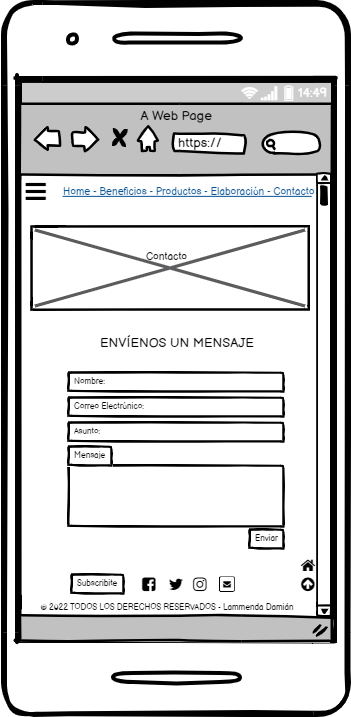 14:49
A Web Page
https://
Home - Beneficios - Productos - Elaboración - Contacto
Contacto
ENVÍENOS UN MENSAJE
Nombre:
Correo Electrónico:
Asunto:
Mensaje
Enviar
Subscribite
© 2022 TODOS LOS DERECHOS RESERVADOS - Lammenda Damián